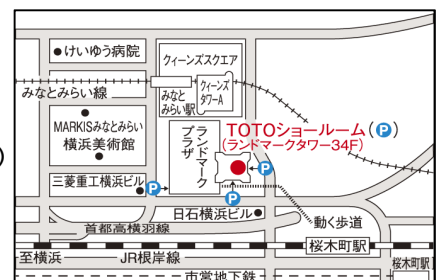 ●けいゆう病院
クィーンズスクエア
クィーンズ
タワーA
みなとみらい線
みなと
みらい駅
MARKISみなとみらい
横浜美術館
ランドマーク
プラザ
TOTOショールーム(P)
(ランドマークタワー34F)
P
三菱重工横浜ビル
P
P
日石横浜ビル●
動く歩道
首都高横羽線
桜木町駅
至横浜
JR根岸線
桜木町駅
市営地下鉄